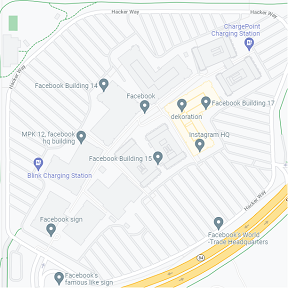 Hacker Way
Hacker Way
ChargePoint
Charging Station
Facebook Building 14
Facebook
Facebook Building 17
dekoration
Instagram HQ
MPK 12, facebook
hq building
Facebook Building 15
Blink Charging Station
Hacker Way
Facebook sign
Facebook's World
-Trade Headquarters
84
Facebook's
famous like sign